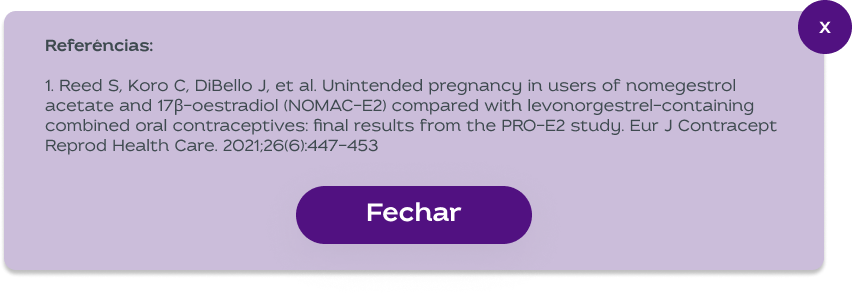 x
Referências:
1. Reed S, Koro C, DiBello J, et al. Unintended pregnancy in users of nomegestrol
acetate and 17β-oestradiol (NOMAC-E2) compared with levonorgestrel-containing
combined oral contraceptives: final results from the PRO-E2 study. Eur J Contracept
Reprod Health Care. 2021;26(6):447-453
Fechar